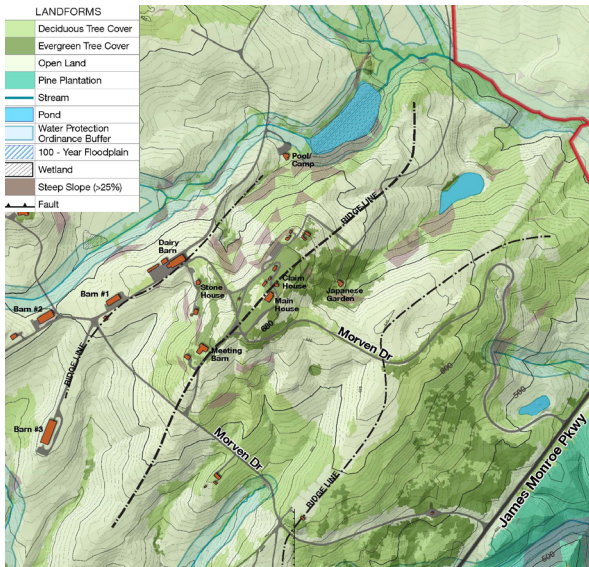 LANDFORMS
Deciduous Tree Cover
Evergreen Tree Cover
Open Land
Pine Plantation
Stream
Pond
Water Protection
Ordinance Buffer
100 - Year Floodplain
Wetland
Steep Slope (>25%)
Fault
Pool/
Camp
RIDGE LINE
Dairy
Barn
Stone
House
Claim
House
Main
House
Japanese
Garden
Barn #1
Barn #2
600
Morven Dr
Meeting
Barn
RIDGE LINE
Barn #3
Morven Dr
500
James Monroe Pkwy
RIDGE LINE
600